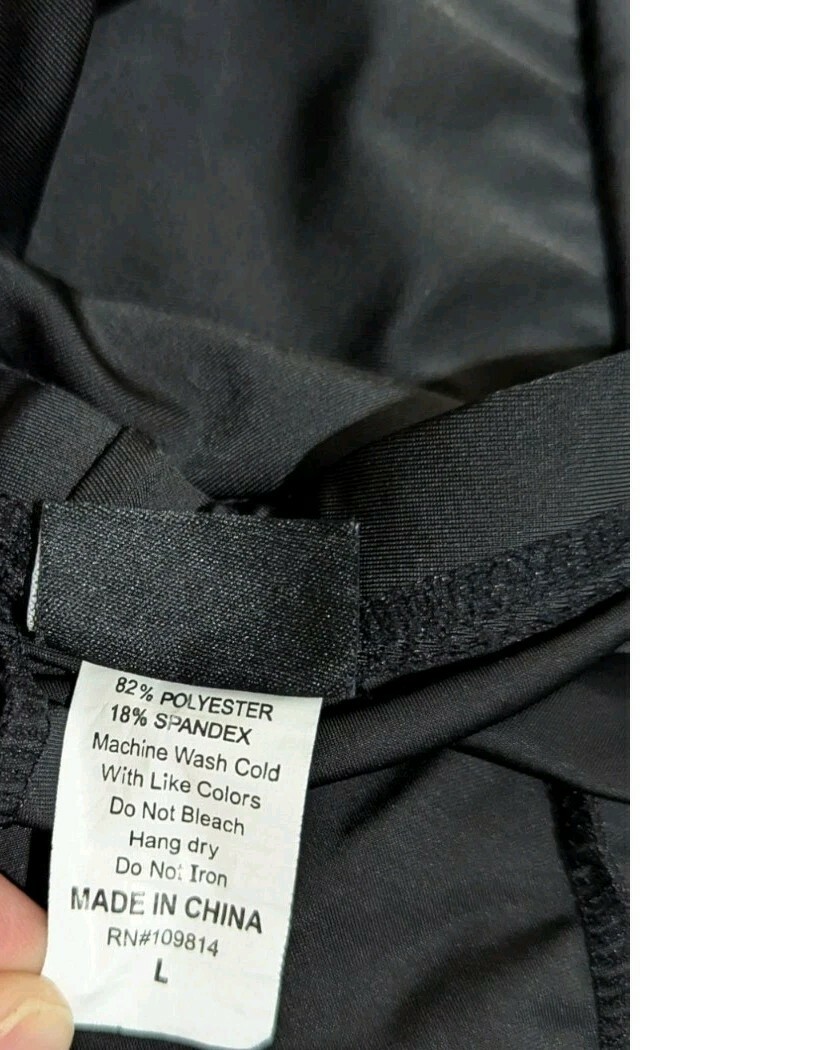 82% POLYESTER
18% SPANDEX
Machine Wash Cold
With Like Colors
Do Not Bleach
Hang dry
Do Not Iron
MADE IN CHINA
RN#109814
L